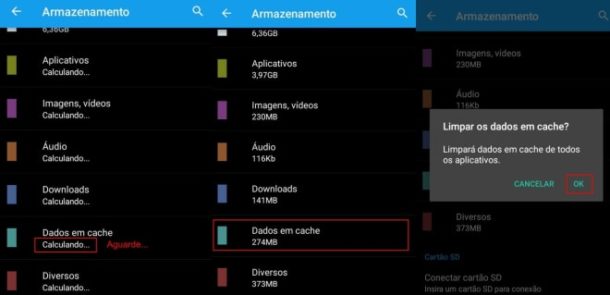 Armazenamento
6,36GB
Aplicativos
Calculando...
Imagens, vídeos
Calculando...
Áudio
Calculando...
Downloads
Calculando...
Dados em cache
Calculando... Aguarde...
Diversos
Calculando...
Armazenamento
6,36GB
Aplicativos
3,97GB
Imagens, vídeos
230MB
Áudio
116Kb
Downloads
141MB
Dados em cache
274MB
Diversos
373MB
Armazenamento
Imagens, vídeos
230MB
Áudio
116Kb
Limpar os dados em cache?
Limpará dados em cache de todos
os aplicativos.
CANCELAR OK
Diversos
373MB
Cartão SD
Conectar cartão SD
Insira um cartão SD para conexão